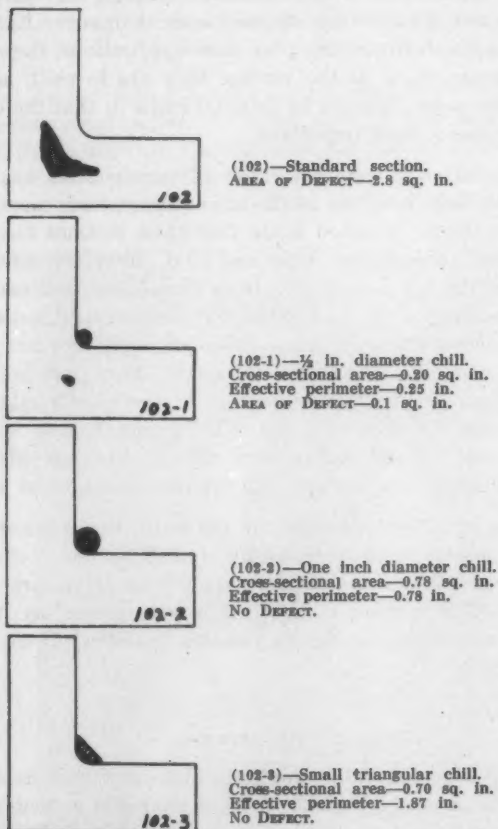 102
(102)—Standard section.
AREA OF DEFECT—2.8 sq. in.
102-1
(102-1)—½ in. diameter chill.
Cross-sectional area—0.20 sq. in.
Effective perimeter—0.25 in.
AREA OF DEFECT—0.1 sq. in.
102-2
(102-2)—One inch diameter chill.
Cross-sectional area—0.78 sq. in.
Effective perimeter—0.78 in.
NO DEFECT.
102-3
(102-3)—Small triangular chill.
Cross-sectional area—0.70 sq. in.
Effective perimeter—1.87 in.
NO DEFECT.